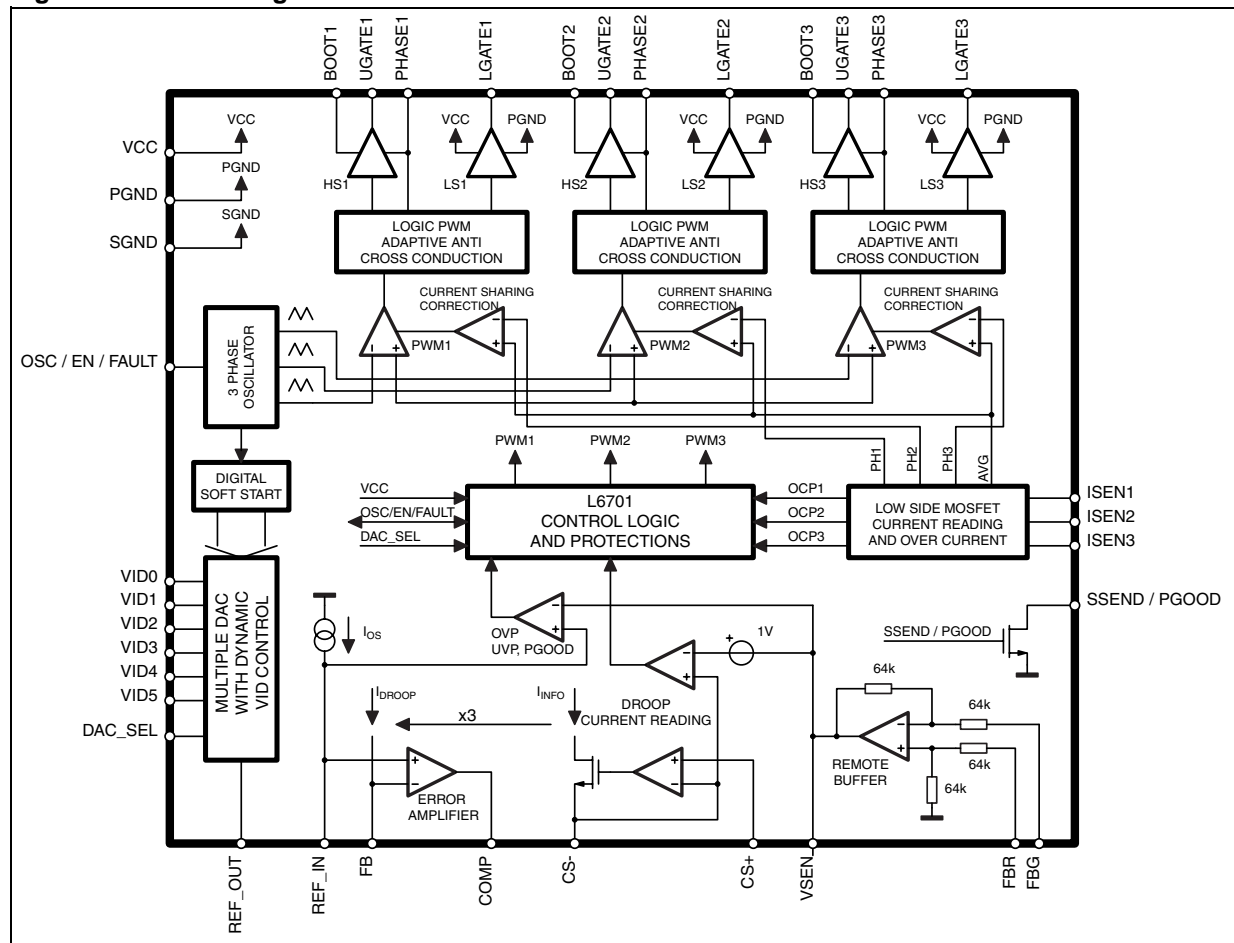 BOOT1
UGATE1
PHASE1
LGATE1
BOOT2
UGATE2
PHASE2
LGATE2
BOOT3
UGATE3
PHASE3
LGATE3
VCC
PGND
SGND
VCC
PGND
SGND
VCC
PGND
VCC
PGND
VCC
PGND
HS1
LS1
HS2
LS2
HS3
LS3
LOGIC PWM
ADAPTIVE ANTI
CROSS CONDUCTION
LOGIC PWM
ADAPTIVE ANTI
CROSS CONDUCTION
LOGIC PWM
ADAPTIVE ANTI
CROSS CONDUCTION
CURRENT SHARING
CORRECTION
CURRENT SHARING
CORRECTION
CURRENT SHARING
CORRECTION
PWM1
PWM2
PWM3
OSC / EN / FAULT
3 PHASE
OSCILLATOR
DIGITAL
SOFT START
PWM1
PWM2
PWM3
PH1
PH2
PH3
AVG
VCC
OSC/EN/FAULT
DAC_SEL
L6701
CONTROL LOGIC
AND PROTECTIONS
OCP1
OCP2
OCP3
LOW SIDE MOSFET
CURRENT READING
AND OVER CURRENT
ISEN1
ISEN2
ISEN3
VID0
VID1
VID2
VID3
VID4
VID5
DAC_SEL
MULTIPLE DAC
WITH DYNAMIC
VID CONTROL
IOS
OVP
UVP, PGOOD
1V
SSEND / PGOOD
SSEND / PGOOD
IDROOP
x3
IINFO
DROOP
CURRENT READING
ERROR
AMPLIFIER
64k
64k
64k
64k
REMOTE
BUFFER
REF_OUT
REF_IN
FB
COMP
CS-
CS+
VSEN
FBR
FBG